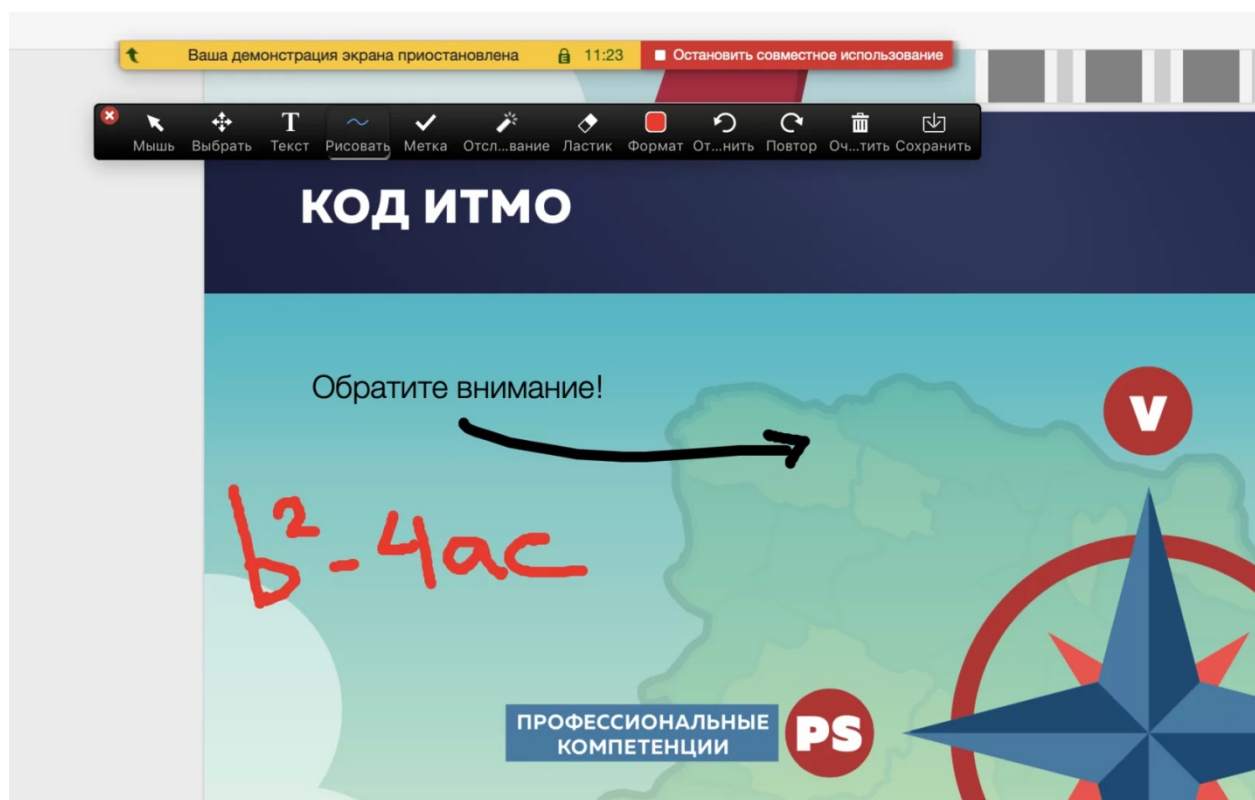 Ваша демонстрация экрана приостановлена 11:23 Остановить совместное использование
Мышь Выбрать Текст Рисовать Метка Отсл...вание Ластик Формат От...нить Повтор Оч...тить Сохранить
КОД ИТМО
Обратите внимание!
V
b² - 4ac
ПРОФЕССИОНАЛЬНЫЕ
КОМПЕТЕНЦИИ
PS